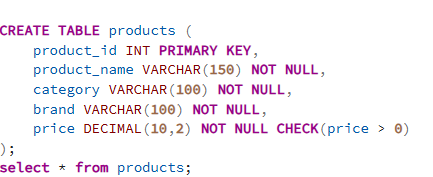 CREATE TABLE products (
    product_id INT PRIMARY KEY,
    product_name VARCHAR(150) NOT NULL,
    category VARCHAR(100) NOT NULL,
    brand VARCHAR(100) NOT NULL,
    price DECIMAL(10,2) NOT NULL CHECK(price > 0)
);
select * from products;